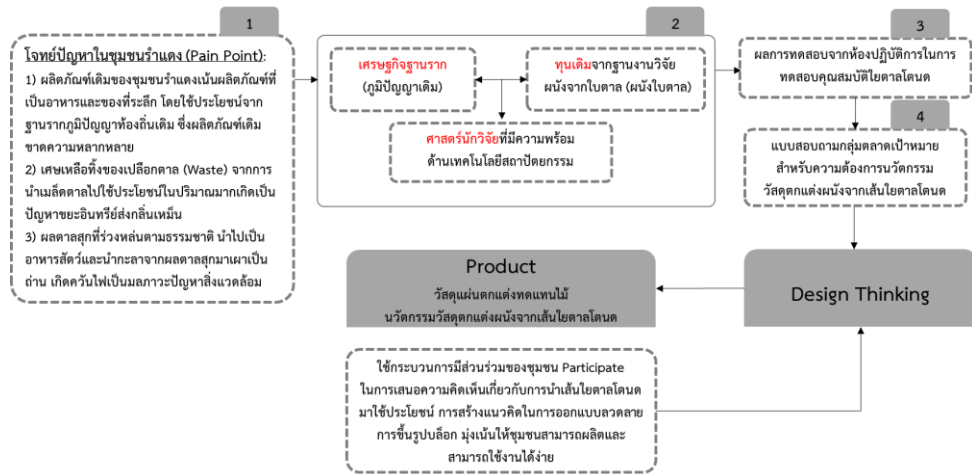 1
โจทย์ปัญหาในชุมชนรำแดง (Pain Point):
1) ผลิตภัณฑ์เดิมของชุมชนรำแดงเน้นผลิตภัณฑ์ที่
เป็นอาหารและของที่ระลึก โดยใช้ประโยชน์จาก
ฐานรากภูมิปัญญาท้องถิ่นเดิม ซึ่งผลิตภัณฑ์เดิม
ขาดความหลากหลาย
2) เศษเหลือทิ้งของเปลือกตาล (Waste) จากการ
นำเมล็ดตาลไปใช้ประโยชน์ในปริมาณมากเกิดเป็น
ปัญหาขยะอินทรีย์ส่งกลิ่นเหม็น
3) ผลตาลสุกที่ร่วงหล่นตามธรรมชาติ นำไปเป็น
อาหารสัตว์และนำกะลาจากผลตาลสุกมาเผาเป็น
ถ่าน เกิดควันไฟเป็นมลภาวะปัญหาสิ่งแวดล้อม
2
เศรษฐกิจฐานราก
(ภูมิปัญญาเดิม)
ทุนเดิมจากฐานงานวิจัย
ผนังจากใบตาล (ผนังใบตาล)
ศาสตร์นักวิจัยที่มีความพร้อม
ด้านเทคโนโลยีสถาปัตยกรรม
3
ผลการทดสอบจากห้องปฏิบัติการในการ
ทดสอบคุณสมบัติใยตาลโตนด
4
แบบสอบถามกลุ่มตลาดเป้าหมาย
สำหรับความต้องการนวัตกรรม
วัสดุตกแต่งผนังจากเส้นใยตาลโตนด
Design Thinking
Product
วัสดุแผ่นตกแต่งทดแทนไม้
นวัตกรรมวัสดุตกแต่งผนังจากเส้นใยตาลโตนด
ใช้กระบวนการมีส่วนร่วมของชุมชน Participate
ในการเสนอความคิดเห็นเกี่ยวกับการนำเส้นใยตาลโตนด
มาใช้ประโยชน์ การสร้างแนวคิดในการออกแบบลวดลาย
การขึ้นรูปบล็อก มุ่งเน้นให้ชุมชนสามารถผลิตและ
สามารถใช้งานได้ง่าย